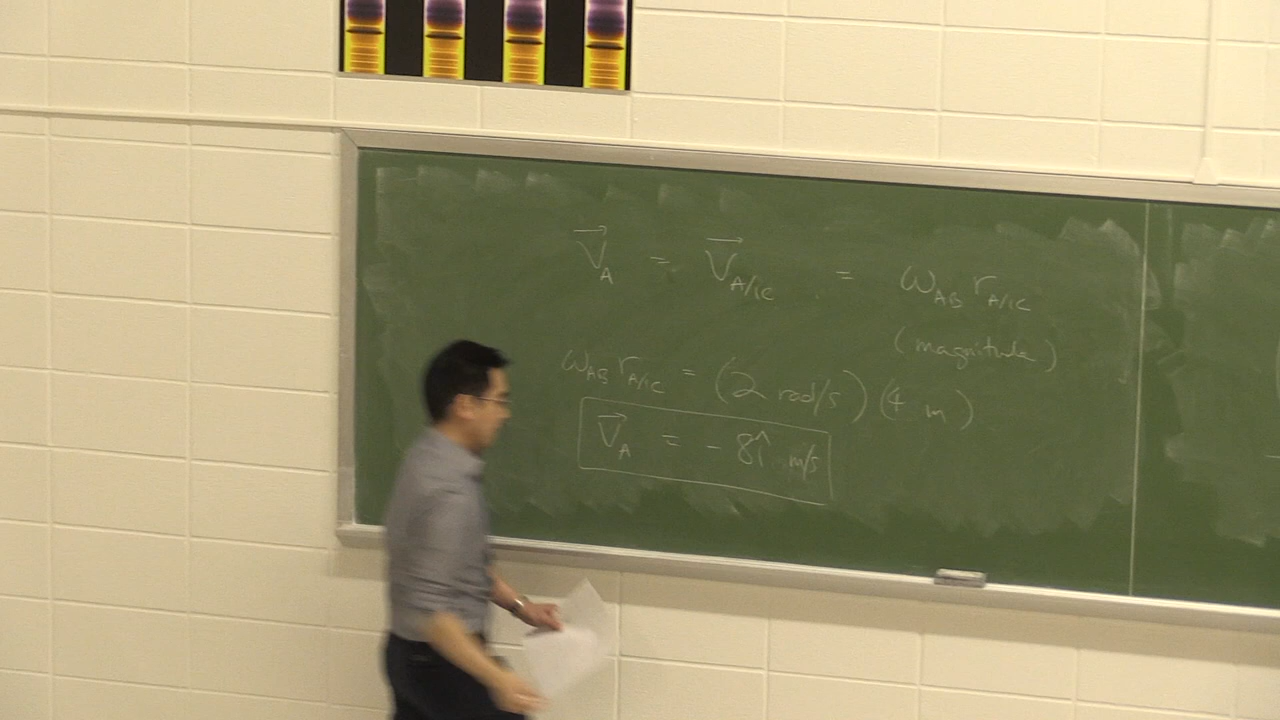 V⃗_A = V⃗_A/IC = ω_AB r_A/IC
(magnitude)
ω_AB r_A/IC = (2 rad/s)(4 m)
V⃗_A = -8î m/s